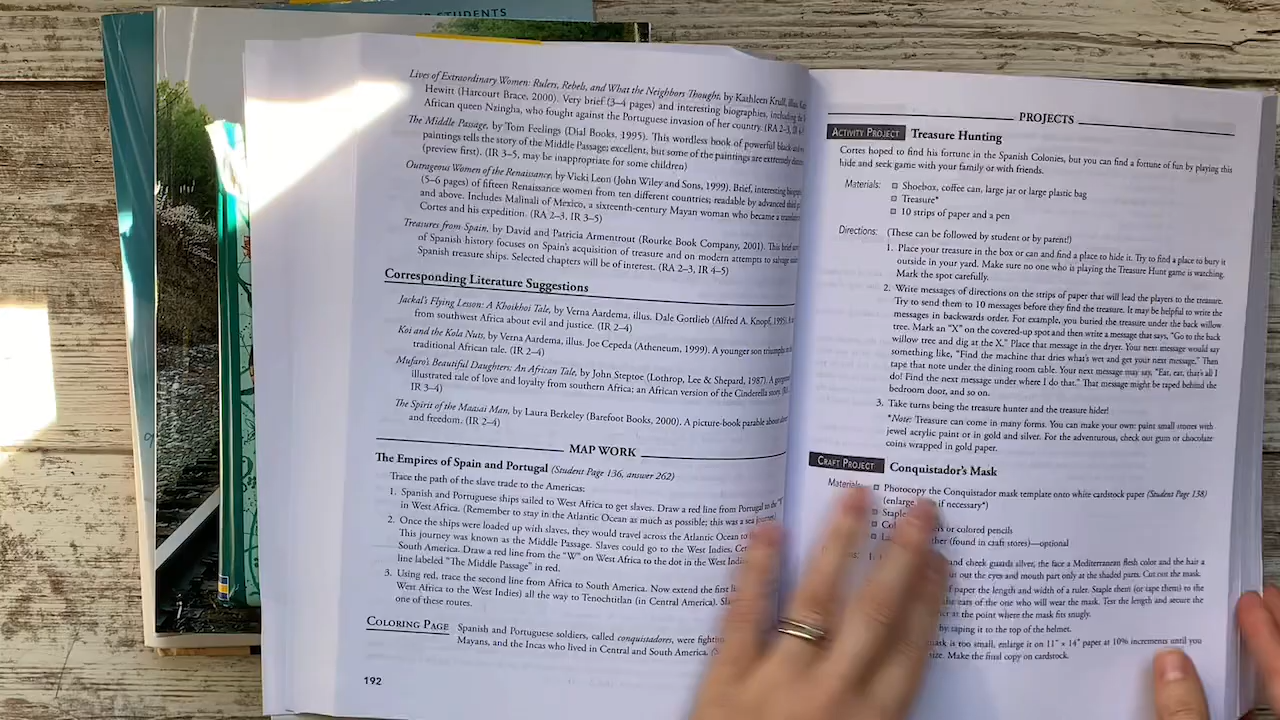 STUDENTS
Lives of Extraordinary Women: Rulers, Rebels, and What the Neighbors Thought, by Kathleen Krull, illus.
Hewitt (Harcourt Brace, 2000). Very brief (3–4 pages) and interesting biographies, including
African queen Nzingha, who fought against the Portuguese invasion of her country. (RA 2–3,
The Middle Passage, by Tom Feelings (Dial Books, 1995). This wordless book of powerful
paintings tells the story of the Middle Passage; excellent, but some of the paintings are extremely
(preview first). (IR 3–5, may be inappropriate for some children)
Outrageous Women of the Renaissance, by Vicki Leon (John Wiley and Sons, 1999). Brief, interesting
(5–6 pages) of fifteen Renaissance women from ten different countries; readable by advanced
and above. Includes Malinali of Mexico, a sixteenth-century Mayan woman who became a
Cortes and his expedition. (RA 2–3, IR 3–5)
Treasures from Spain, by David and Patricia Armentrout (Rourke Book Company, 2001). This brief
of Spanish history focuses on Spain's acquisition of treasure and on modern attempts to salvage
Spanish treasure ships. Selected chapters will be of interest. (RA 2–3, IR 4–5)
Corresponding Literature Suggestions
Jackal's Flying Lesson: A Khoikhoi Tale, by Verna Aardema, illus. Dale Gottlieb (Alfred A. Knopf,
from southwest Africa about evil and justice. (IR 2–4)
Koi and the Kola Nuts, by Verna Aardema, illus. Joe Cepeda (Atheneum, 1999). A younger son triumphs
traditional African tale. (IR 2–4)
Mufaro's Beautiful Daughters: An African Tale, by John Steptoe (Lothrop, Lee & Shepard, 1987). A
illustrated tale of love and loyalty from southern Africa; an African version of the Cinderella story.
IR 3–4)
The Spirit of the Maasai Man, by Laura Berkeley (Barefoot Books, 2000). A picture-book parable about
and freedom. (IR 2–4)
MAP WORK
The Empires of Spain and Portugal (Student Page 136, answer 262)
Trace the path of the slave trade to the Americas:
1. Spanish and Portuguese ships sailed to West Africa to get slaves. Draw a red line from Portugal to the
in West Africa. (Remember to stay in the Atlantic Ocean as much as possible; this was a sea
2. Once the ships were loaded up with slaves, they would travel across the Atlantic Ocean to
This journey was known as the Middle Passage. Slaves could go to the West Indies,
South America. Draw a red line from the "W" on West Africa to the dot in the West
line labeled "The Middle Passage" in red.
3. Using red, trace the second line from Africa to South America. Now extend the first
West Africa to the West Indies) all the way to Tenochtitlan (in Central America).
one of these routes.
COLORING PAGE Spanish and Portuguese soldiers, called conquistadores, were
Mayans, and the Incas who lived in Central and South America.
192
PROJECTS
ACTIVITY PROJECT Treasure Hunting
Cortes hoped to find his fortune in the Spanish Colonies, but you can find a fortune of fun by playing this
hide and seek game with your family or with friends.
Materials: Shoebox, coffee can, large jar or large plastic bag
Treasure*
10 strips of paper and a pen
Directions: (These can be followed by student or by parent!)
1. Place your treasure in the box or can and find a place to hide it. Try to find a place to bury it
outside in your yard. Make sure no one who is playing the Treasure Hunt game is watching.
Mark the spot carefully.
2. Write messages of directions on the strips of paper that will lead the players to the treasure.
Try to send them to 10 messages before they find the treasure. It may be helpful to write the
messages in backwards order. For example, you buried the treasure under the back willow
tree. Mark an "X" on the covered-up spot and then write a message that says, "Go to the back
willow tree and dig at the X." Place that message in the dryer. Your next message would say
something like, "Find the machine that dries what's wet and get your next message." Then
tape that note under the dining room table. Your next message may say, "Eat, eat, that's all I
do! Find the next message under where I do that." That message might be taped behind the
bedroom door, and so on.
3. Take turns being the treasure hunter and the treasure hider!
*Note: Treasure can come in many forms. You can make your own: paint small stones with
jewel acrylic paint or in gold and silver. For the adventurous, check out gum or chocolate
coins wrapped in gold paper.
CRAFT PROJECT Conquistador's Mask
Materials: Photocopy the Conquistador mask template onto white cardstock paper (Student Page 138)
(enlarge if necessary*)
or colored pencils
(found in craft stores)—optional
and cheek guards silver, the face a Mediterranean flesh color and the hair a
out the eyes and mouth part only at the shaded parts. Cut out the mask.
paper the length and width of a ruler. Staple them (or tape them) to the
ears of the one who will wear the mask. Test the length and secure the
at the point where the mask fits snugly.
by taping it to the top of the helmet.
is too small, enlarge it on 11" × 14" paper at 10% increments until you
Make the final copy on cardstock.